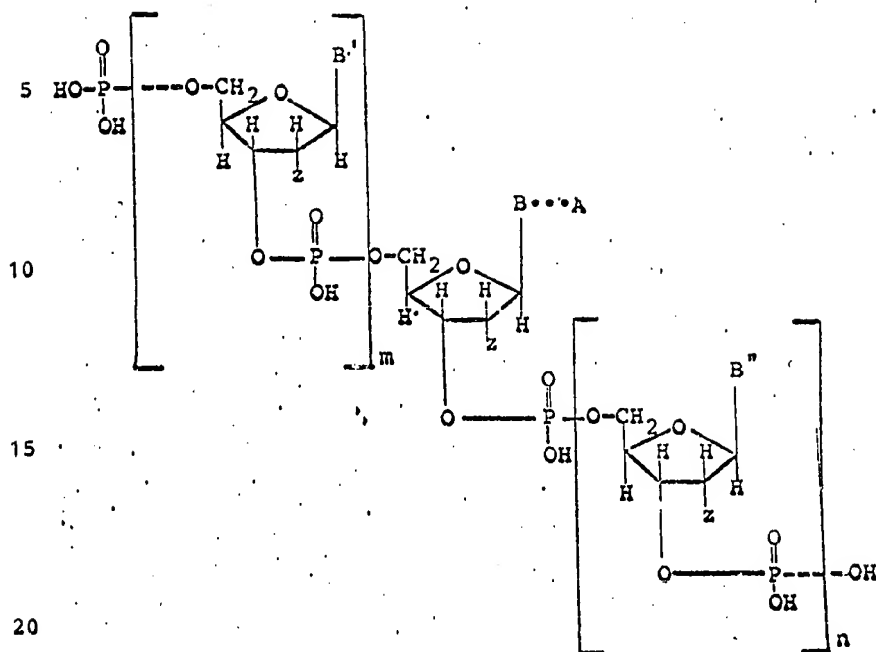 O B'
5 HO-P---O-CH2 O
OH H H
H z H
O B•••A
O-P-O-CH2 O
10
OH H H
H H
m z
O B"
O-P-O-CH2 O
15
OH H H
H z H
O
O-P---OH
OH
20 n